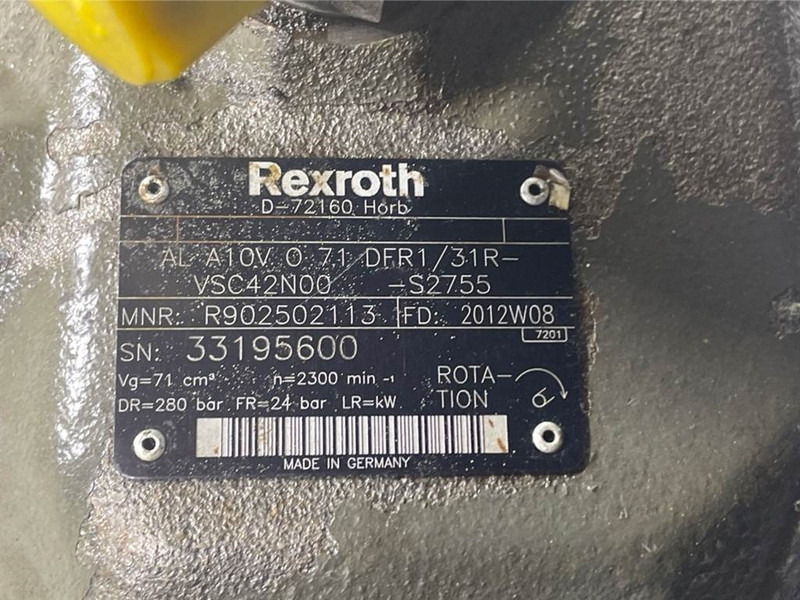 Rexroth
D-72160 Horb
AL A10V O 71 DFR1/31R-
VSC42N00 -S2755
MNR: R902502113 FD: 2012W08
7201
SN: 33195600
Vg=71 cm³ n=2300 min -1
DR=280 bar FR=24 bar LR=kW
ROTA-
TION
MADE IN GERMANY